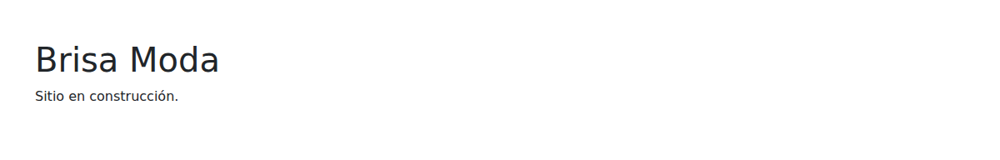 Brisa Moda
Sitio en construcción.